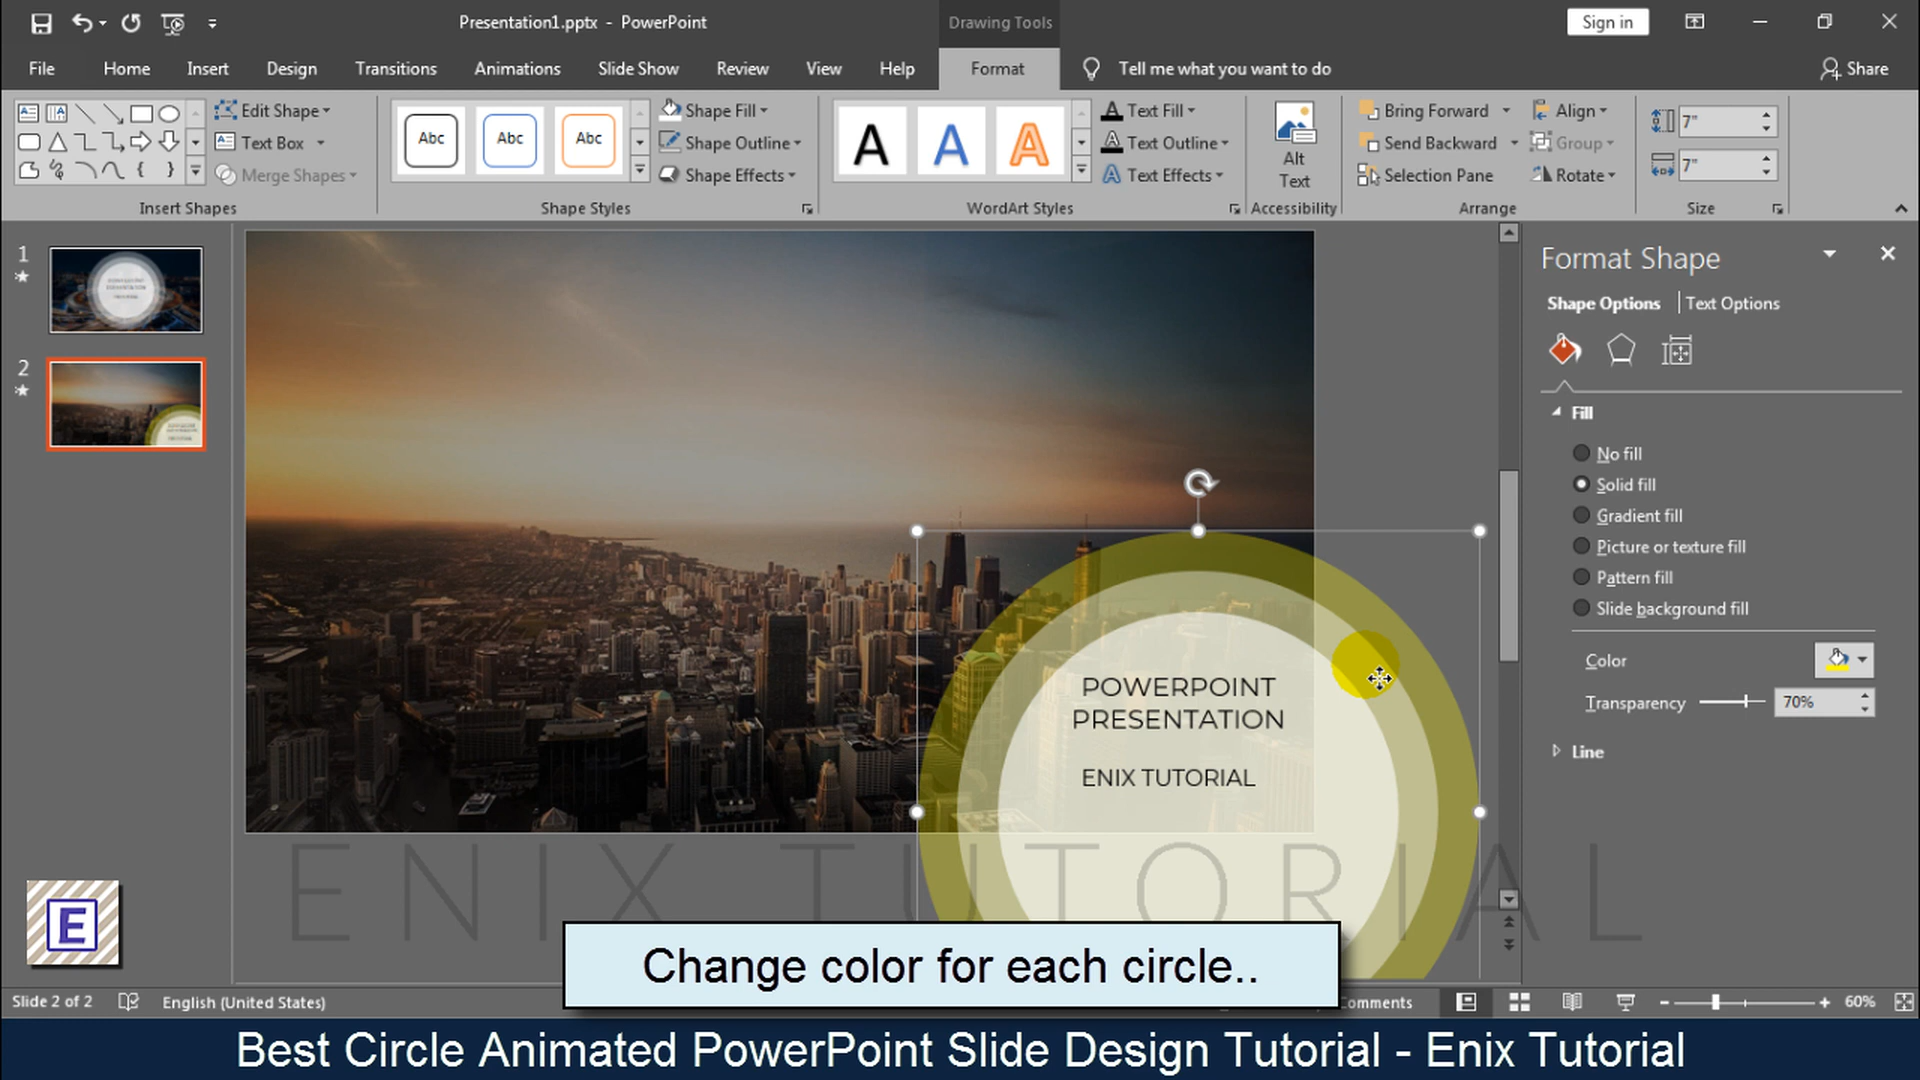 Presentation1.pptx - PowerPoint
Drawing Tools
Sign in
File Home Insert Design Transitions Animations Slide Show Review View Help Format Tell me what you want to do Share
Edit Shape
Text Box
Merge Shapes
Insert Shapes
Abc Abc Abc
Shape Fill
Shape Outline
Shape Effects
Shape Styles
A A A
Text Fill
Text Outline
Text Effects
WordArt Styles
Alt
Text
Accessibility
Bring Forward
Send Backward
Selection Pane
Align
Group
Rotate
Arrange
7"
7"
Size
1
2
POWERPOINT
PRESENTATION
ENIX TUTORIAL
ENIX TUTORIAL
E
Format Shape
Shape Options Text Options
Fill
No fill
Solid fill
Gradient fill
Picture or texture fill
Pattern fill
Slide background fill
Color
Transparency 70%
Line
Change color for each circle..
Slide 2 of 2 English (United States) Comments 60%
Best Circle Animated PowerPoint Slide Design Tutorial - Enix Tutorial